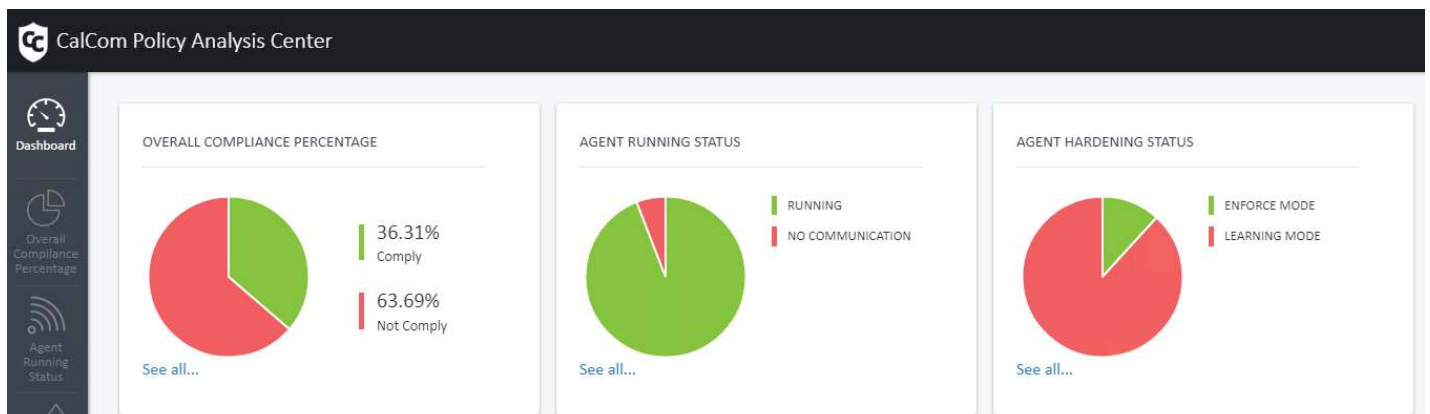 CC CalCom Policy Analysis Center
Dashboard
Overall
Compliance
Percentage
Agent
Running
Status
OVERALL COMPLIANCE PERCENTAGE
36.31%
Comply
63.69%
Not Comply
See all...
AGENT RUNNING STATUS
RUNNING
NO COMMUNICATION
See all...
AGENT HARDENING STATUS
ENFORCE MODE
LEARNING MODE
See all...